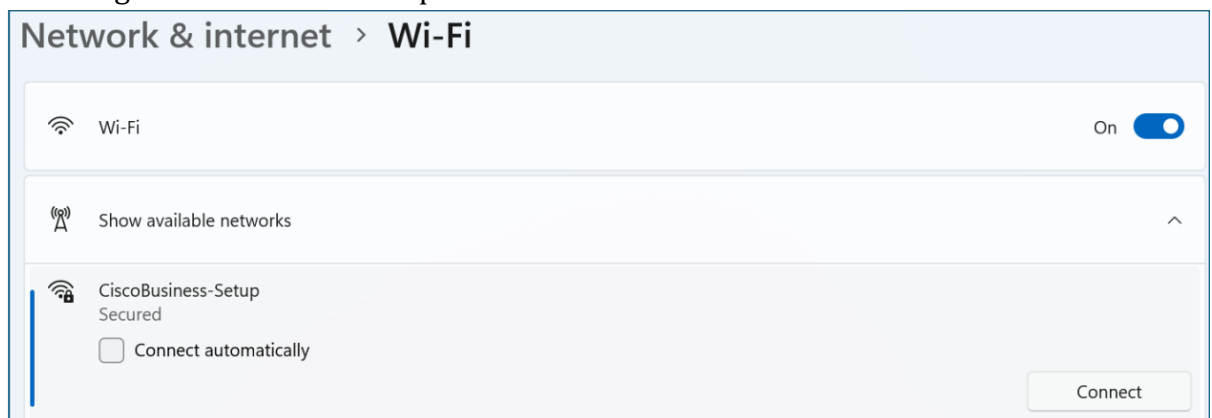 Network & internet > Wi-Fi
Wi-Fi On
Show available networks
CiscoBusiness-Setup
Secured
Connect automatically
Connect